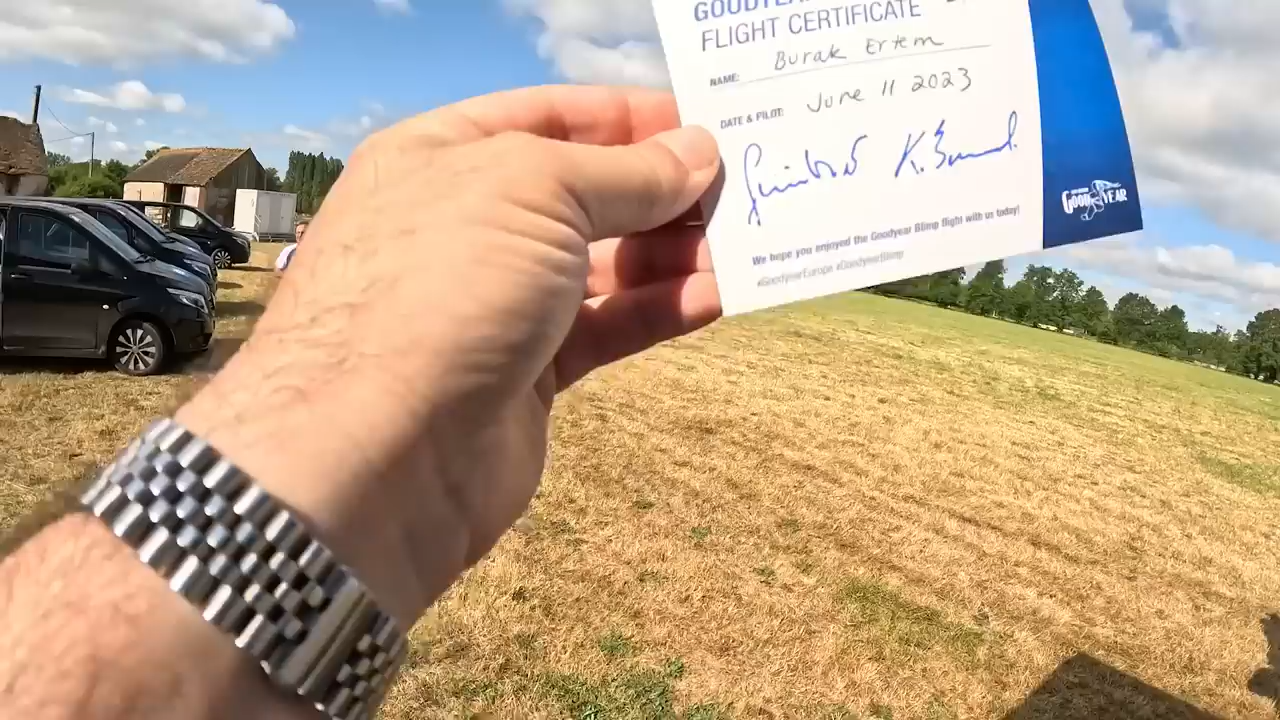 FLIGHT CERTIFICATE
NAME: Burak Ertem
DATE & PILOT: June 11 2023
We hope you enjoyed the Goodyear Blimp flight with us today!
#GoodyearEurope #GoodyearBlimp
GOODYEAR